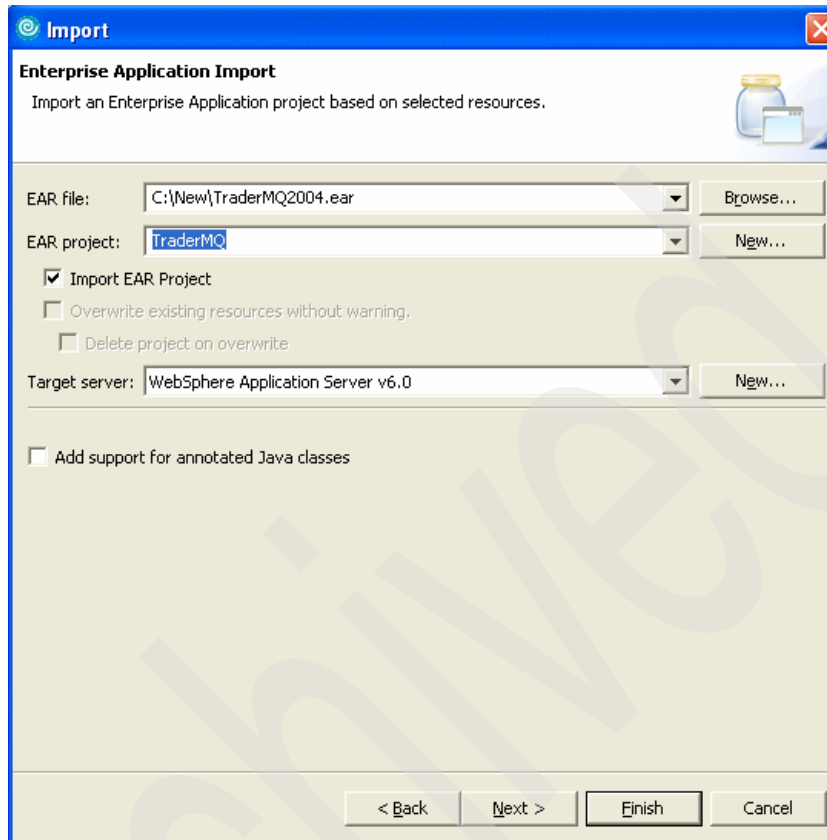 Import
Enterprise Application Import
Import an Enterprise Application project based on selected resources.
EAR file: C:\New\TraderMQ2004.ear Browse...
EAR project: TraderMQ New...
Import EAR Project
Overwrite existing resources without warning.
Delete project on overwrite
Target server: WebSphere Application Server v6.0 New...
Add support for annotated Java classes
< Back Next > Finish Cancel